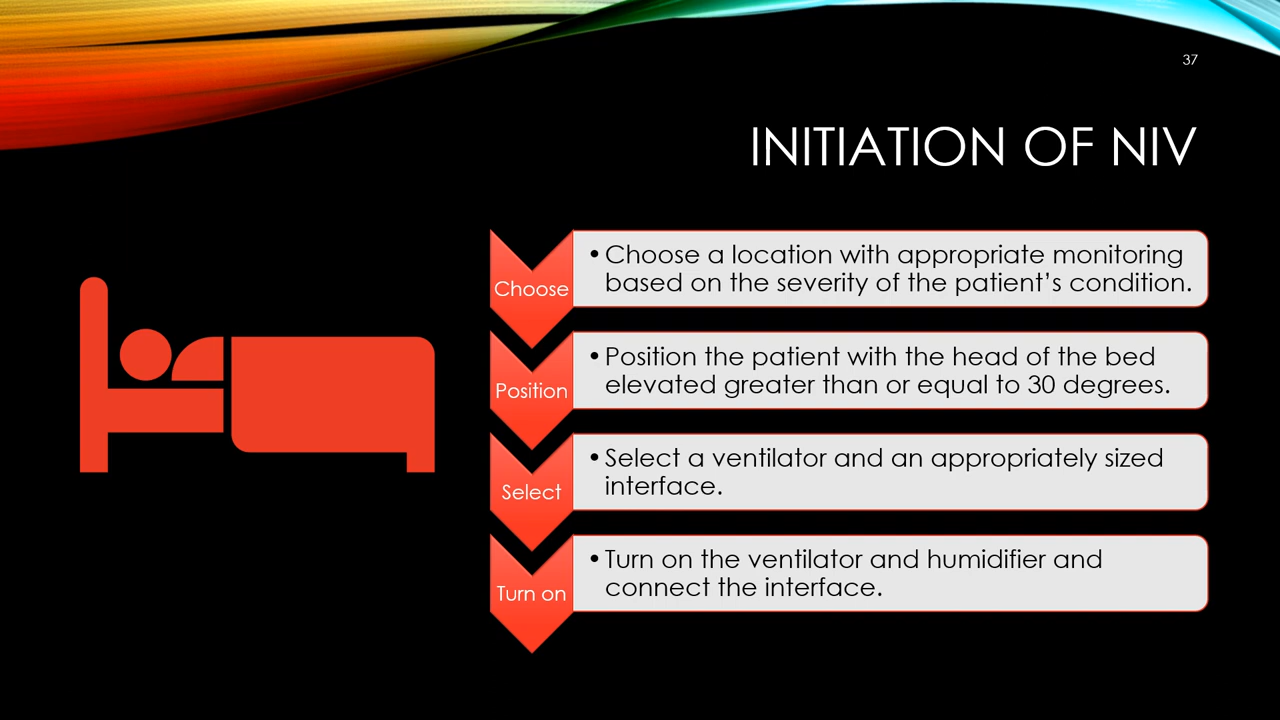 37
INITIATION OF NIV
Choose
• Choose a location with appropriate monitoring
based on the severity of the patient’s condition.
Position
• Position the patient with the head of the bed
elevated greater than or equal to 30 degrees.
Select
• Select a ventilator and an appropriately sized
interface.
Turn on
• Turn on the ventilator and humidifier and
connect the interface.